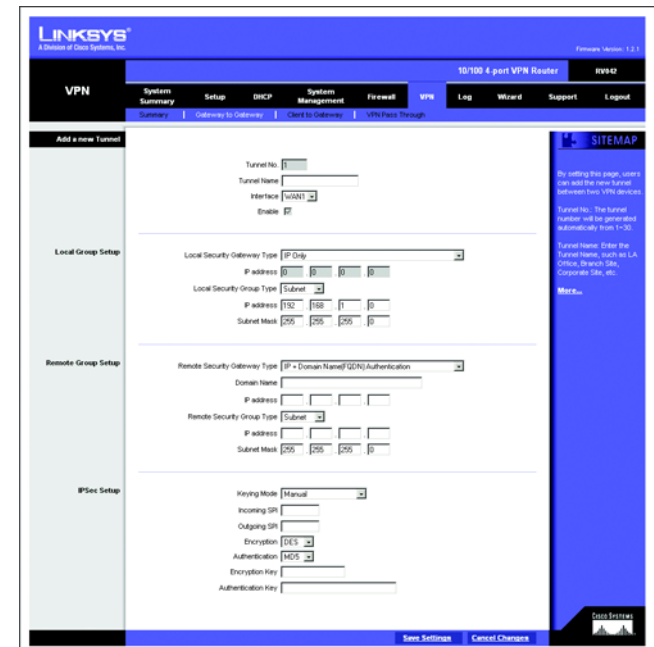 LINKSYS®
A Division of Cisco Systems, Inc.
Firmware Version: 1.2.1
10/100 4-port VPN Router
RV042
VPN
System Summary
Setup
DHCP
System Management
Firewall
VPN
Log
Wizard
Support
Logout
Summary | Gateway to Gateway | Client to Gateway | VPN Pass Through
Add a new Tunnel
SITEMAP
Tunnel No. 1
Tunnel Name
Interface WAN1
Enable
By setting this page, users
can add the new tunnel
between two VPN devices.
Tunnel No.: The tunnel
number will be generated
automatically from 1~30.
Tunnel Name: Enter the
Tunnel Name, such as LA
Office, Branch Site,
Corporate Site, etc.
More...
Local Group Setup
Local Security Gateway Type IP Only
IP address 0 . 0 . 0 . 0
Local Security Group Type Subnet
IP address 192 . 168 . 1 . 0
Subnet Mask 255 . 255 . 255 . 0
Remote Group Setup
Remote Security Gateway Type IP + Domain Name(FQDN) Authentication
Domain Name
IP address . . .
Remote Security Group Type Subnet
IP address . . .
Subnet Mask 255 . 255 . 255 . 0
IPSec Setup
Keying Mode Manual
Incoming SPI
Outgoing SPI
Encryption DES
Authentication MD5
Encryption Key
Authentication Key
Save Settings
Cancel Changes
CISCO SYSTEMS